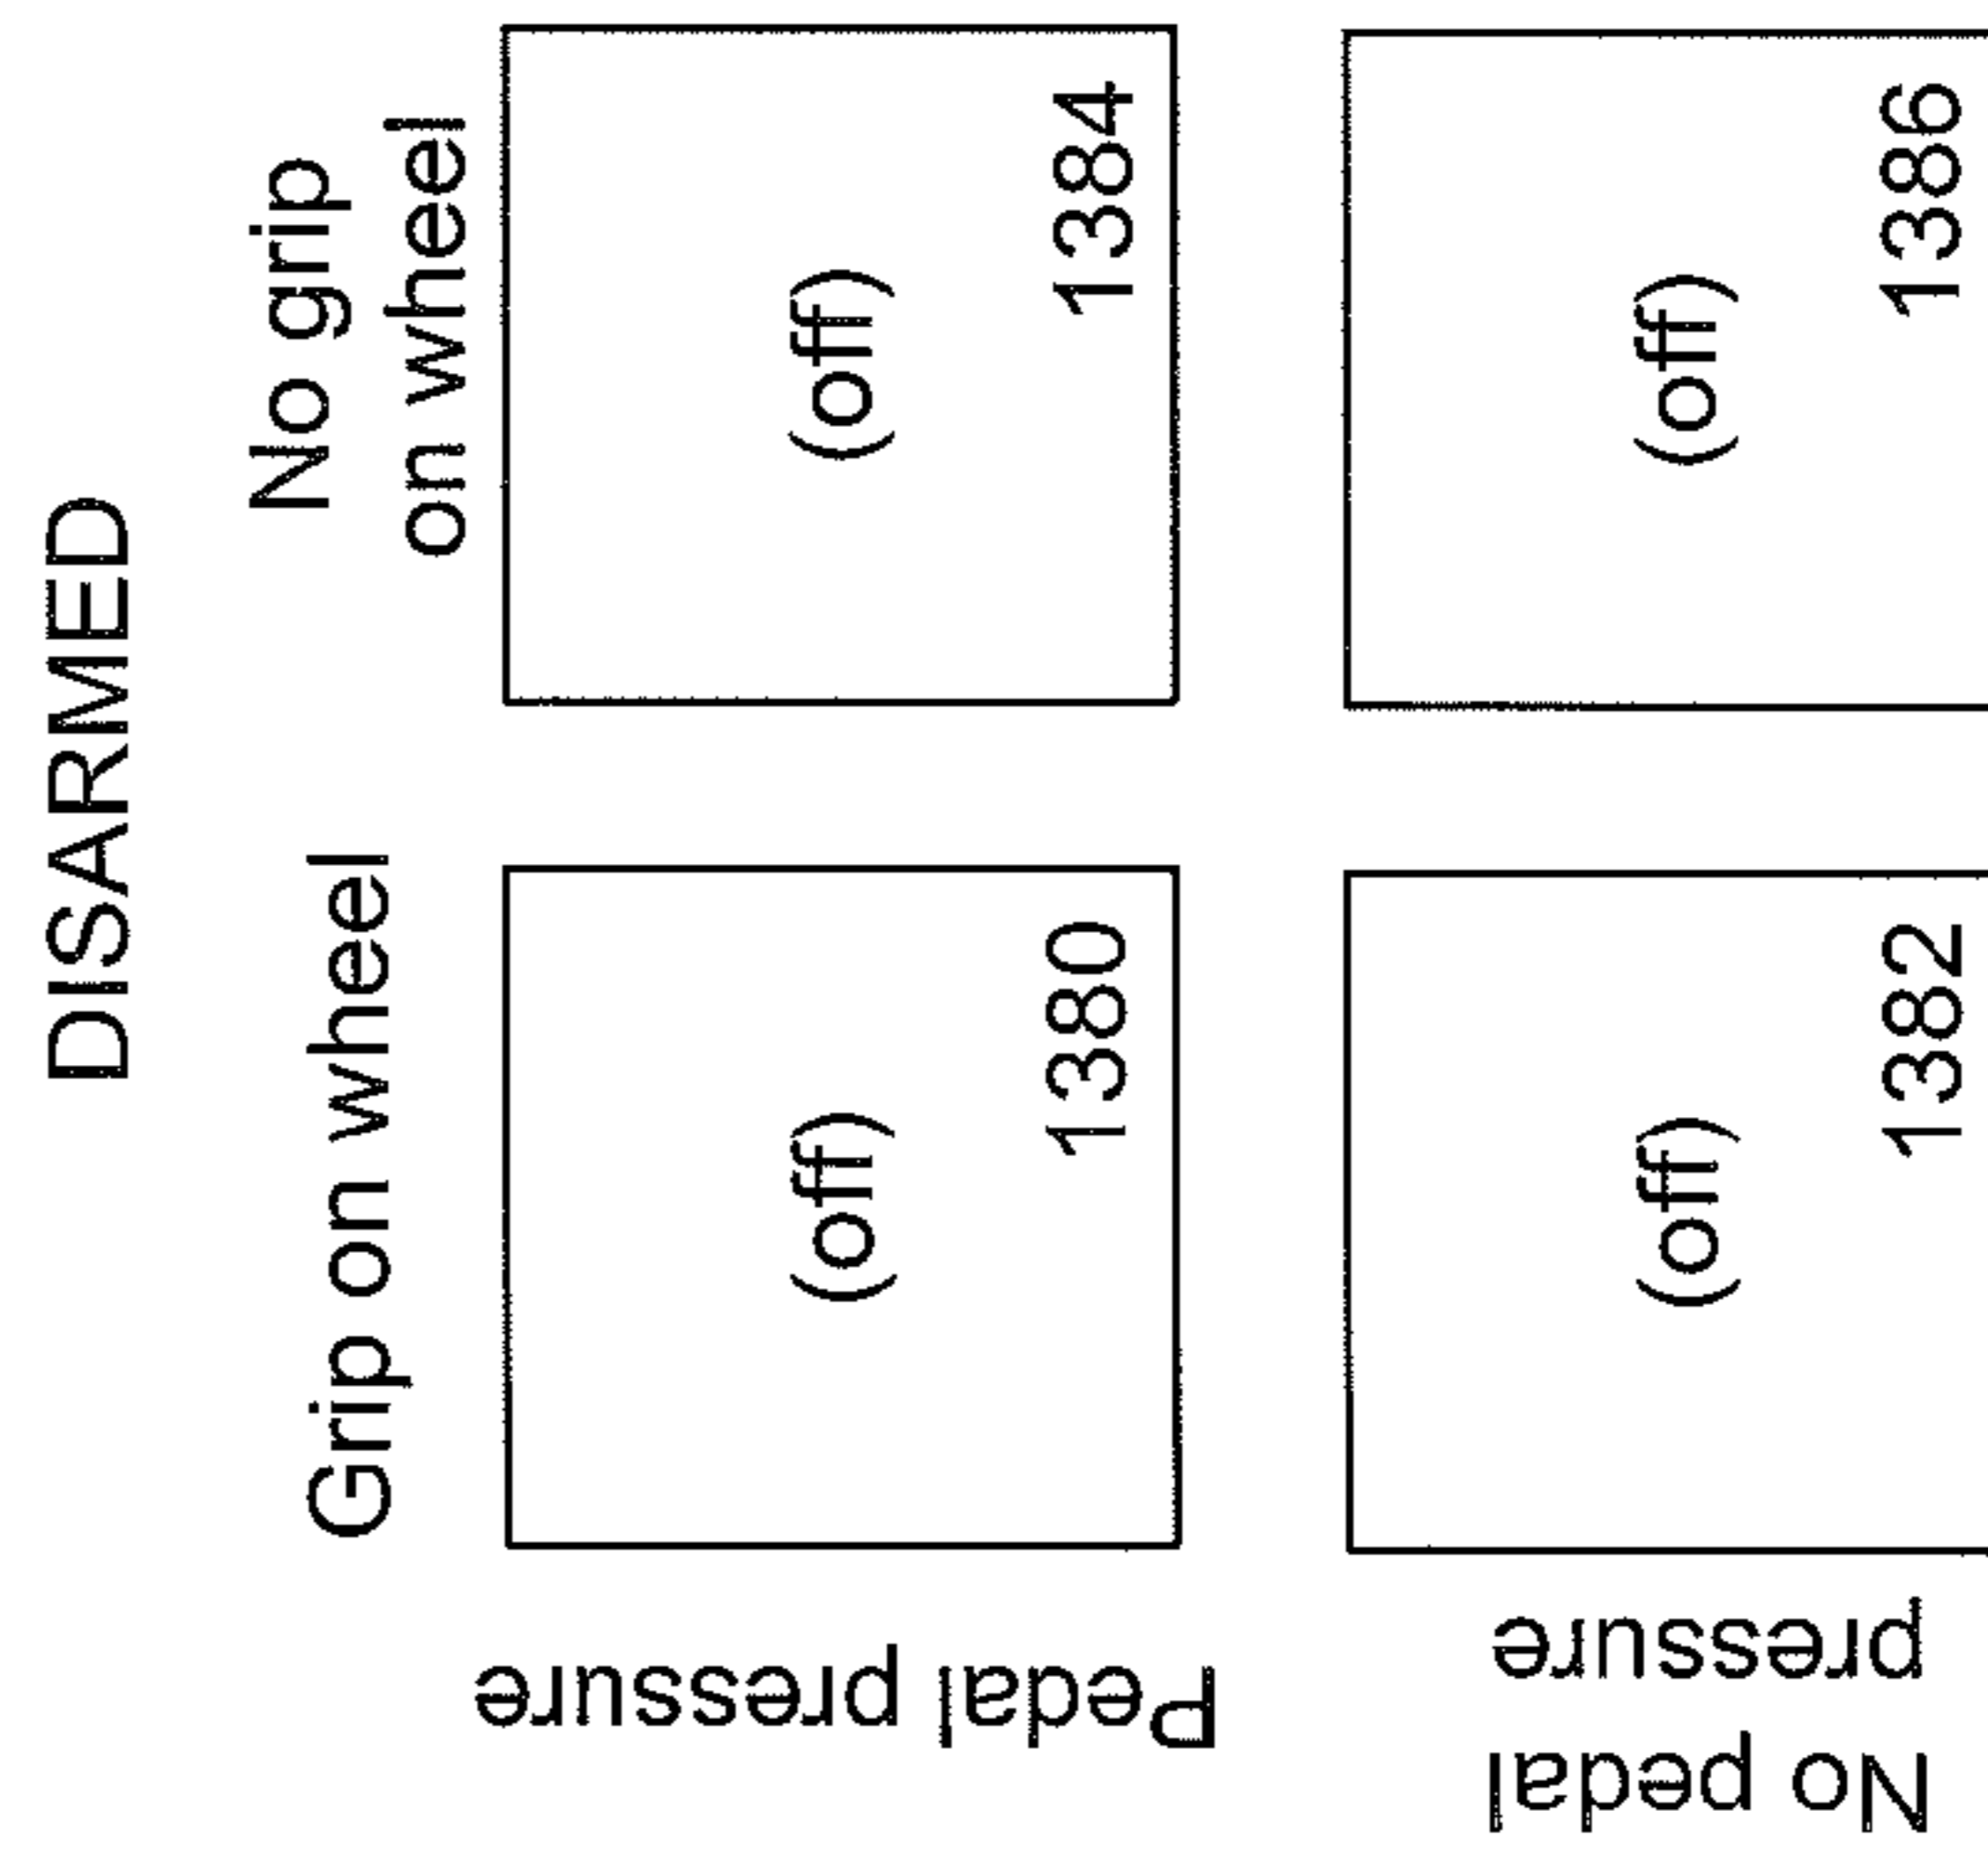 DISARMED
Grip on wheel
No grip
on wheel
Pedal pressure
(off)
1380
(off)
1384
No pedal
pressure
(off)
1382
(off)
1386